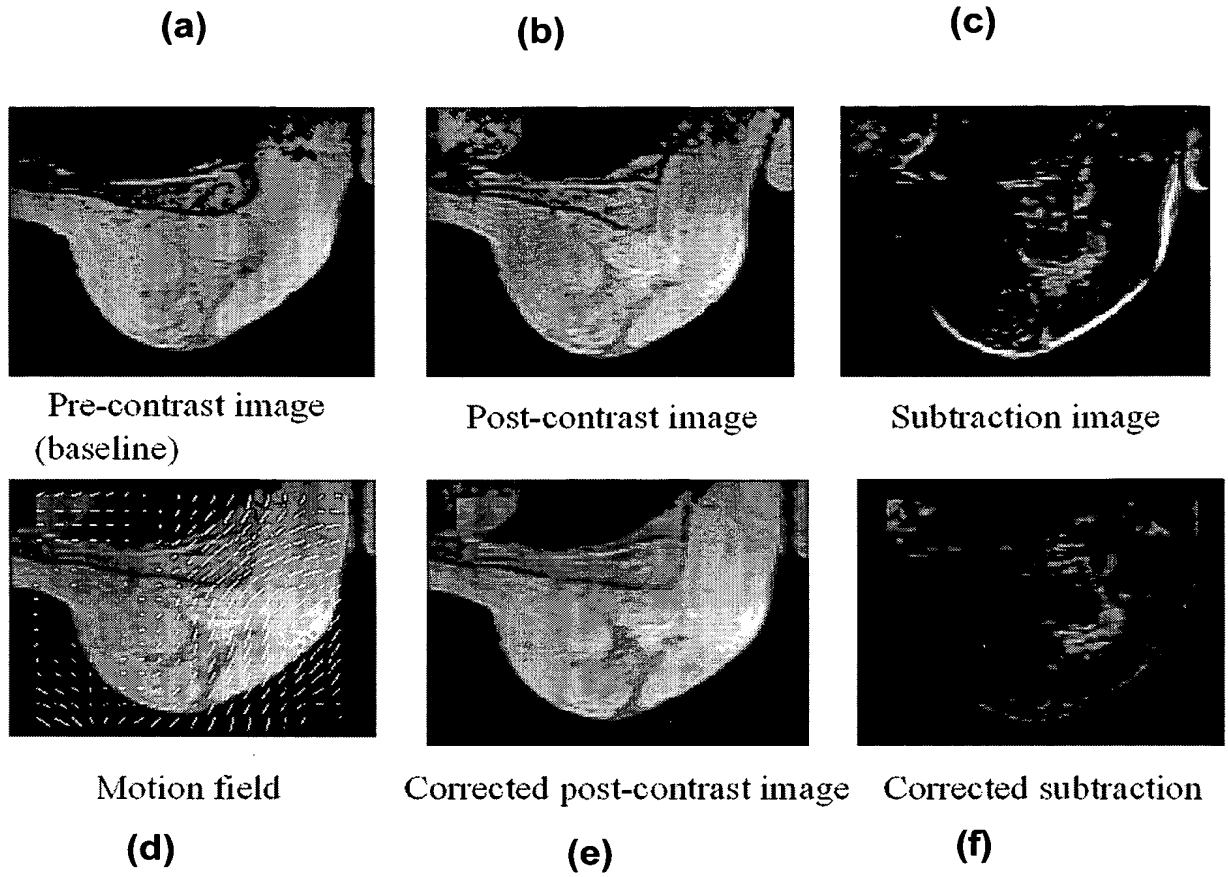 (a)
(b)
(c)
Pre-contrast image
(baseline)
Post-contrast image
Subtraction image
Motion field
Corrected post-contrast image
Corrected subtraction
(d)
(e)
(f)